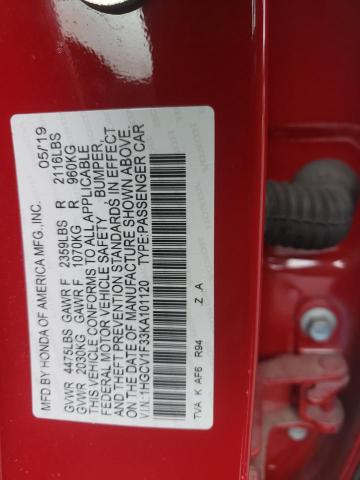 MFD BY HONDA OF AMERICA MFG.,INC. 05/19
GVWR 4475LBS GAWR F 2359LBS R 2116LBS
GVWR 2030KG GAWR F 1070KG R 960KG
THIS VEHICLE CONFORMS TO ALL APPLICABLE
FEDERAL MOTOR VEHICLE SAFETY , BUMPER,
AND THEFT PREVENTION STANDARDS IN EFFECT
ON THE DATE OF MANUFACTURE SHOWN ABOVE.
V.I.N.:1HGCV1F33KA101120 TYPE:PASSENGER CAR
TVA K AF6 R94 Z A